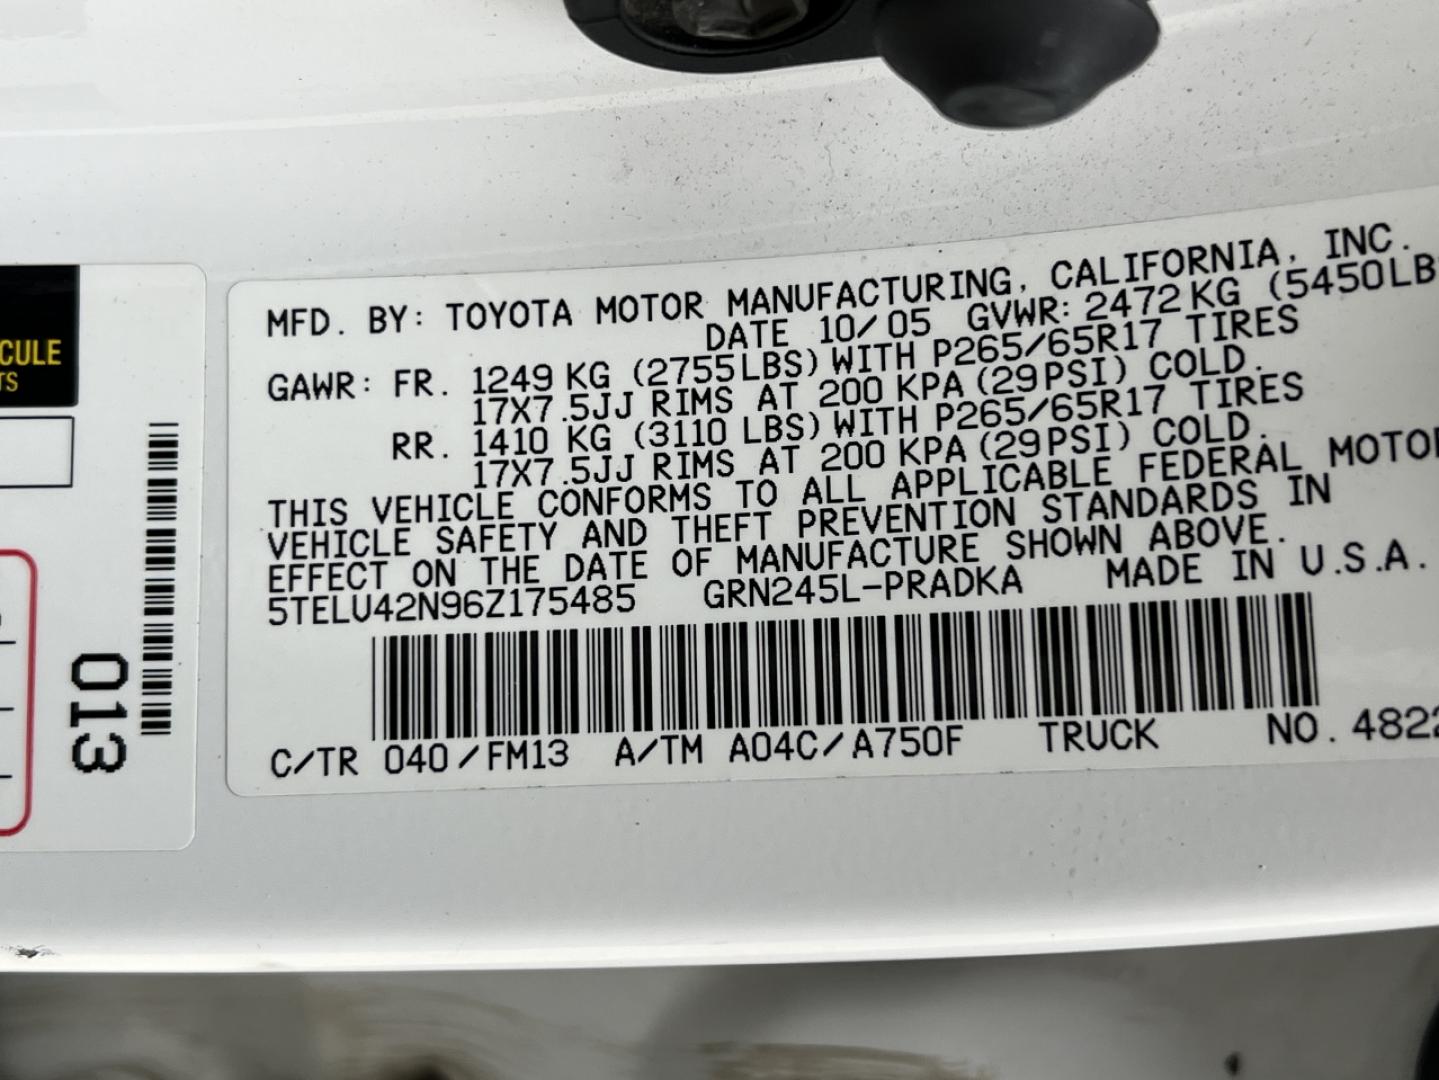 CULE
TS
013
MFD. BY: TOYOTA MOTOR MANUFACTURING, CALIFORNIA, INC.
DATE 10/05 GVWR: 2472KG (5450LB
GAWR: FR. 1249 KG (2755LBS) WITH P265/65R17 TIRES
17X7.5JJ RIMS AT 200 KPA (29PSI) COLD.
RR. 1410 KG (3110 LBS) WITH P265/65R17 TIRES
17X7.5JJ RIMS AT 200 KPA (29PSI) COLD.
THIS VEHICLE CONFORMS TO ALL APPLICABLE FEDERAL MOTOR
VEHICLE SAFETY AND THEFT PREVENTION STANDARDS IN
EFFECT ON THE DATE OF MANUFACTURE SHOWN ABOVE.
5TELU42N96Z175485 GRN245L-PRADKA MADE IN U.S.A.
C/TR 040/FM13 A/TM A04C/A750F TRUCK NO. 4822